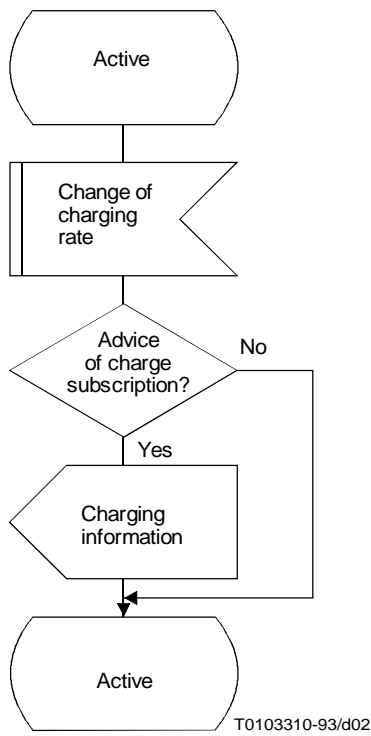 Active
Change of
charging
rate
Advice
of charge
subscription?
No
Yes
Charging
information
Active
T0103310-93/d02